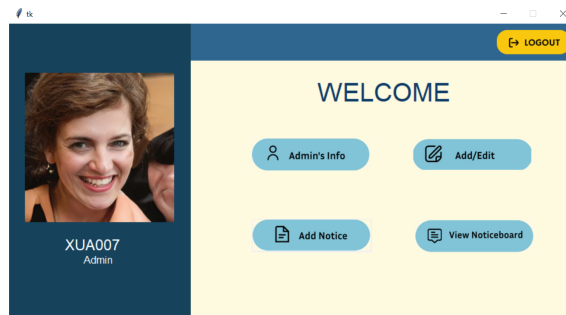 tk
LOGOUT
WELCOME
Admin's Info
Add/Edit
XUA007
Admin
Add Notice
View Noticeboard